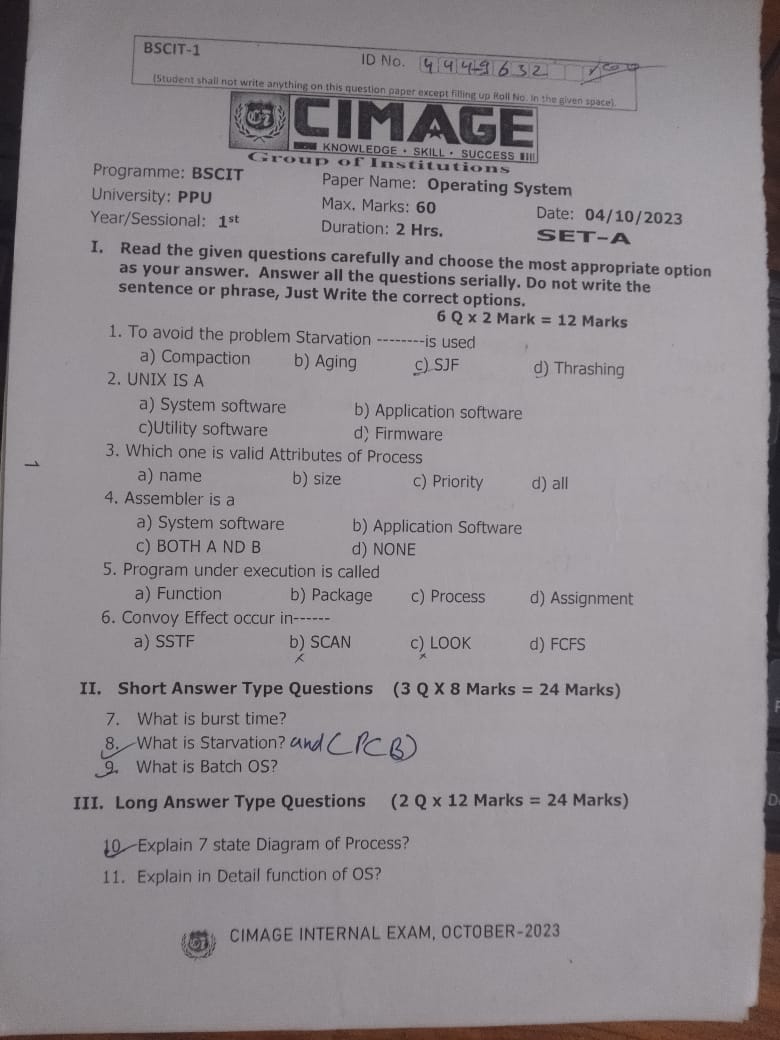 BSCIT-1
ID No. 4449632
(Student shall not write anything on this question paper except filling up Roll No. In the given space).
CIMAGE
KNOWLEDGE • SKILL • SUCCESS
Group of Institutions
Programme: BSCIT
Paper Name: Operating System
University: PPU
Max. Marks: 60
Date: 04/10/2023
Year/Sessional: 1st
Duration: 2 Hrs.
SET-A
I. Read the given questions carefully and choose the most appropriate option
as your answer. Answer all the questions serially. Do not write the
sentence or phrase, Just Write the correct options.
6 Q x 2 Mark = 12 Marks
1. To avoid the problem Starvation --------is used
a) Compaction b) Aging c) SJF d) Thrashing
2. UNIX IS A
a) System software b) Application software
c)Utility software d) Firmware
3. Which one is valid Attributes of Process
a) name b) size c) Priority d) all
4. Assembler is a
a) System software b) Application Software
c) BOTH A ND B d) NONE
5. Program under execution is called
a) Function b) Package c) Process d) Assignment
6. Convoy Effect occur in------
a) SSTF b) SCAN c) LOOK d) FCFS
II. Short Answer Type Questions (3 Q X 8 Marks = 24 Marks)
7. What is burst time?
8. What is Starvation? and (PCB)
9. What is Batch OS?
III. Long Answer Type Questions (2 Q x 12 Marks = 24 Marks)
10. Explain 7 state Diagram of Process?
11. Explain in Detail function of OS?
1
CIMAGE INTERNAL EXAM, OCTOBER-2023